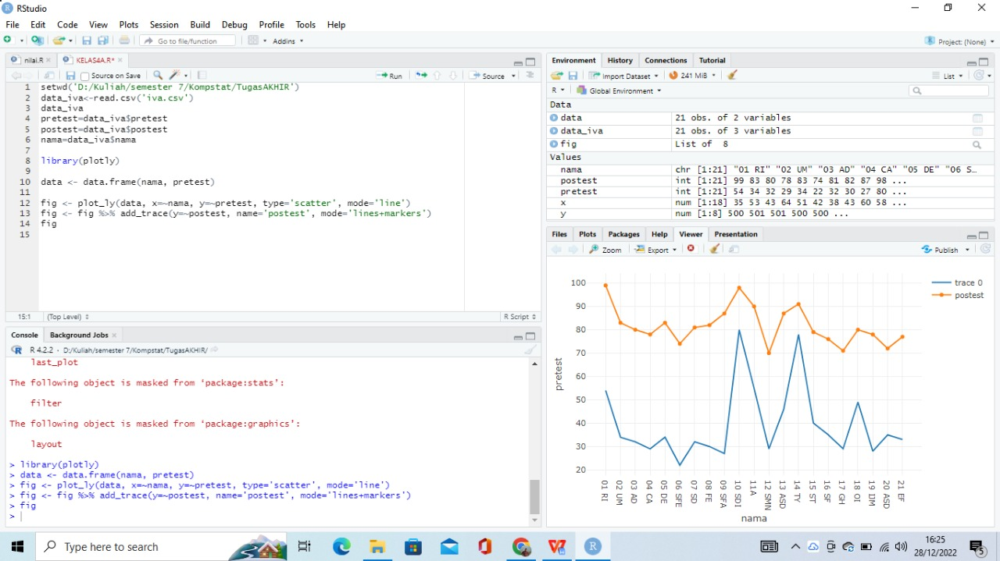 RStudio
File Edit Code View Plots Session Build Debug Profile Tools Help
Go to file/function Addins Project: (None)
nilai.R KELAS4A.R*
Source on Save Run Source
1 setwd('D:/Kuliah/semester 7/Kompstat/TugasAKHIR')
2 data_iva<-read.csv('iva.csv')
3 data_iva
4 pretest=data_iva$pretest
5 postest=data_iva$postest
6 nama=data_iva$nama
7
8 library(plotly)
9
10 data <- data.frame(nama, pretest)
11
12 fig <- plot_ly(data, x=~nama, y=~pretest, type='scatter', mode='line')
13 fig <- fig %>% add_trace(y=~postest, name='postest', mode='lines+markers')
14 fig
15
15:1 (Top Level) R Script
Console Background Jobs
R 4.2.2 · D:/Kuliah/semester 7/Kompstat/TugasAKHIR/
last_plot
The following object is masked from ‘package:stats’:
filter
The following object is masked from ‘package:graphics’:
layout
> library(plotly)
> data <- data.frame(nama, pretest)
> fig <- plot_ly(data, x=~nama, y=~pretest, type='scatter', mode='line')
> fig <- fig %>% add_trace(y=~postest, name='postest', mode='lines+markers')
> fig
>
Environment History Connections Tutorial
Import Dataset 241 MiB List
R Global Environment
Data
data 21 obs. of 2 variables
data_iva 21 obs. of 3 variables
fig List of 8
Values
nama chr [1:21] "01 RI" "02 UM" "03 AD" "04 CA" "05 DE" "06 S…
postest int [1:21] 99 83 80 78 83 74 81 82 87 98 ...
pretest int [1:21] 54 34 32 29 34 22 32 30 27 80 ...
x num [1:18] 35 53 43 64 51 42 38 43 60 58 ...
y num [1:8] 500 501 501 500 500 ...
Files Plots Packages Help Viewer Presentation
Zoom Export Publish
trace 0
postest
100
90
80
70
60
50
40
30
20
pretest
01 RI
02 UM
03 AD
04 CA
05 DE
06 SFE
07 SD
08 FE
09 SFA
10 SDI
11A
12 SMN
13 ASD
14 TY
15 ST
16 SF
17 GH
18 OI
19 DM
20 ASD
21 EF
nama
Type here to search
16:25
28/12/2022
5